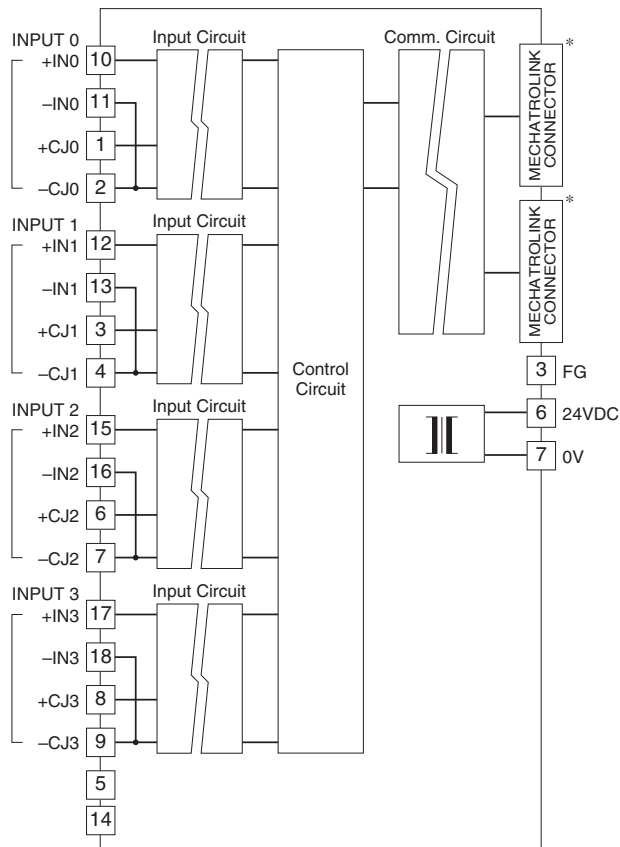 INPUT 0
Input Circuit
Comm. Circuit
*
+IN0 10
–IN0 11
+CJ0 1
–CJ0 2
MECHATROLINK
CONNECTOR
*
INPUT 1
Input Circuit
+IN1 12
–IN1 13
+CJ1 3
–CJ1 4
MECHATROLINK
CONNECTOR
Control
Circuit
3 FG
6 24VDC
7 0V
INPUT 2
Input Circuit
+IN2 15
–IN2 16
+CJ2 6
–CJ2 7
INPUT 3
Input Circuit
+IN3 17
–IN3 18
+CJ3 8
–CJ3 9
5
14